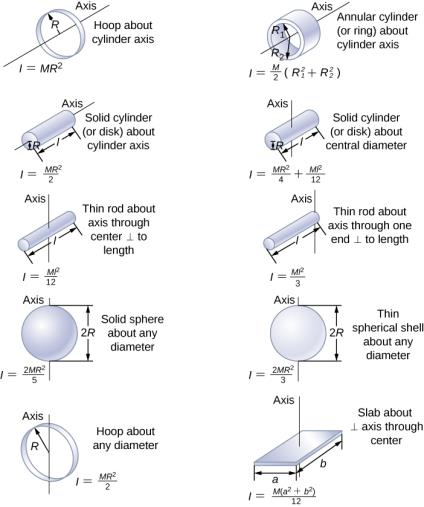 Axis
R
Hoop about
cylinder axis
I = MR²
Axis
R₁
R₂
Annular cylinder
(or ring) about
cylinder axis
I = M/2 (R₁² + R₂²)
Axis
R
l
Solid cylinder
(or disk) about
cylinder axis
I = MR²/2
Axis
R
l
Solid cylinder
(or disk) about
central diameter
I = MR²/4 + Ml²/12
Axis
l
Thin rod about
axis through
center ⊥ to
length
I = Ml²/12
Axis
l
Thin rod about
axis through one
end ⊥ to length
I = Ml²/3
Axis
2R
Solid sphere
about any
diameter
I = 2MR²/5
Axis
2R
Thin
spherical shell
about any
diameter
I = 2MR²/3
Axis
R
Hoop about
any diameter
I = MR²/2
Axis
a
b
Slab about
⊥ axis through
center
I = M(a² + b²)/12